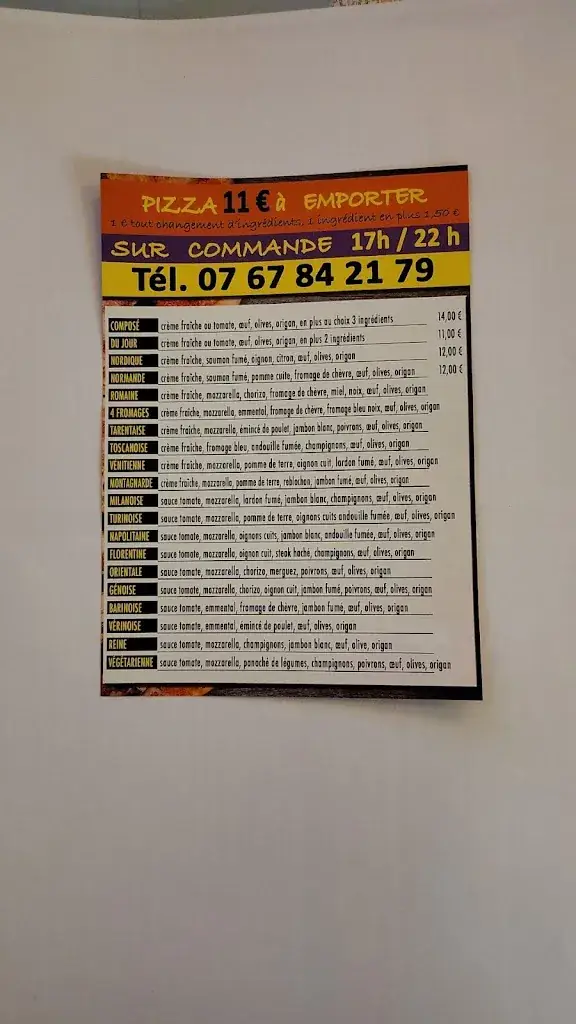 PIZZA 11 € à EMPORTER
1 € tout changement d'ingrédients, 1 ingrédient en plus 1,50 €
SUR COMMANDE 17h / 22 h
Tél. 07 67 84 21 79
COMPOSÉ crème fraîche ou tomate, œuf, olives, origan, en plus au choix 3 ingrédients 14,00 €
DU JOUR crème fraîche ou tomate, œuf, olives, origan, en plus 2 ingrédients 11,00 €
NORDIQUE crème fraîche, saumon fumé, oignon, citron, œuf, olives, origan 12,00 €
NORMANDE crème fraîche, saumon fumé, pomme cuite, fromage de chèvre, œuf, olives, origan 12,00 €
ROMAINE crème fraîche, mozzarella, chorizo, fromage de chèvre, miel, noix, œuf, olives, origan
4 FROMAGES crème fraîche, mozzarella, emmental, fromage de chèvre, fromage bleu noix, œuf, olives, origan
TARENTAISE crème fraîche, mozzarella, émincé de poulet, jambon blanc, poivrons, œuf, olives, origan
TOSCANOISE crème fraîche, fromage bleu, andouille fumée, champignons, œuf, olives, origan
VÉNITIENNE crème fraîche, mozzarella, pomme de terre, oignon cuit, lardon fumé, œuf, olives, origan
MONTAGNARDE crème fraîche, mozzarella, pomme de terre, reblochon, jambon fumé, œuf, olives, origan
MILANOISE sauce tomate, mozzarella, lardon fumé, jambon blanc, champignons, œuf, olives, origan
TURINOISE sauce tomate, mozzarella, pomme de terre, oignons cuits andouille fumée, œuf, olives, origan
NAPOLITAINE sauce tomate, mozzarella, oignons cuits, jambon blanc, andouille fumée, œuf, olives, origan
FLORENTINE sauce tomate, mozzarella, oignon cuit, steak haché, champignons, œuf, olives, origan
ORIENTALE sauce tomate, mozzarella, chorizo, merguez, poivrons, œuf, olives, origan
GÉNOISE sauce tomate, mozzarella, chorizo, oignon cuit, jambon fumé, poivrons, œuf, olives, origan
BARINOISE sauce tomate, emmental, fromage de chèvre, jambon fumé, œuf, olives, origan
VÉRINOISE sauce tomate, emmental, émincé de poulet, œuf, olives, origan
REINE sauce tomate, mozzarella, champignons, jambon blanc, œuf, olive, origan
VÉGÉTARIENNE sauce tomate, mozzarella, panaché de légumes, champignons, poivrons, œuf, olives, origan